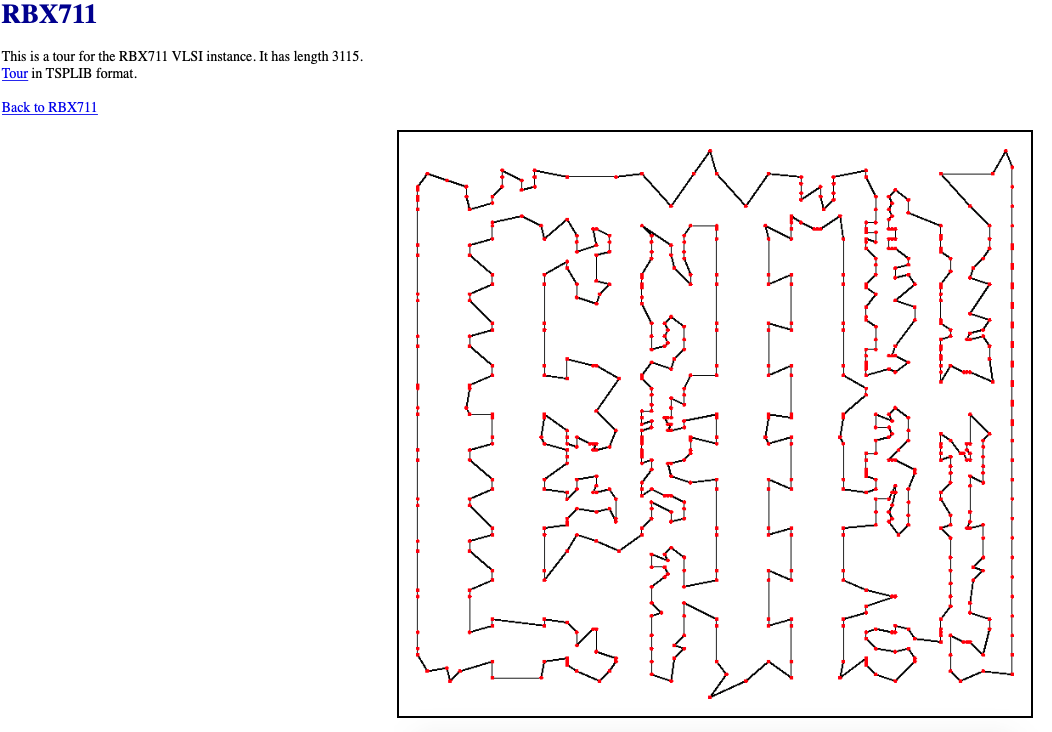 RBX711
This is a tour for the RBX711 VLSI instance. It has length 3115.
Tour in TSPLIB format.
Back to RBX711